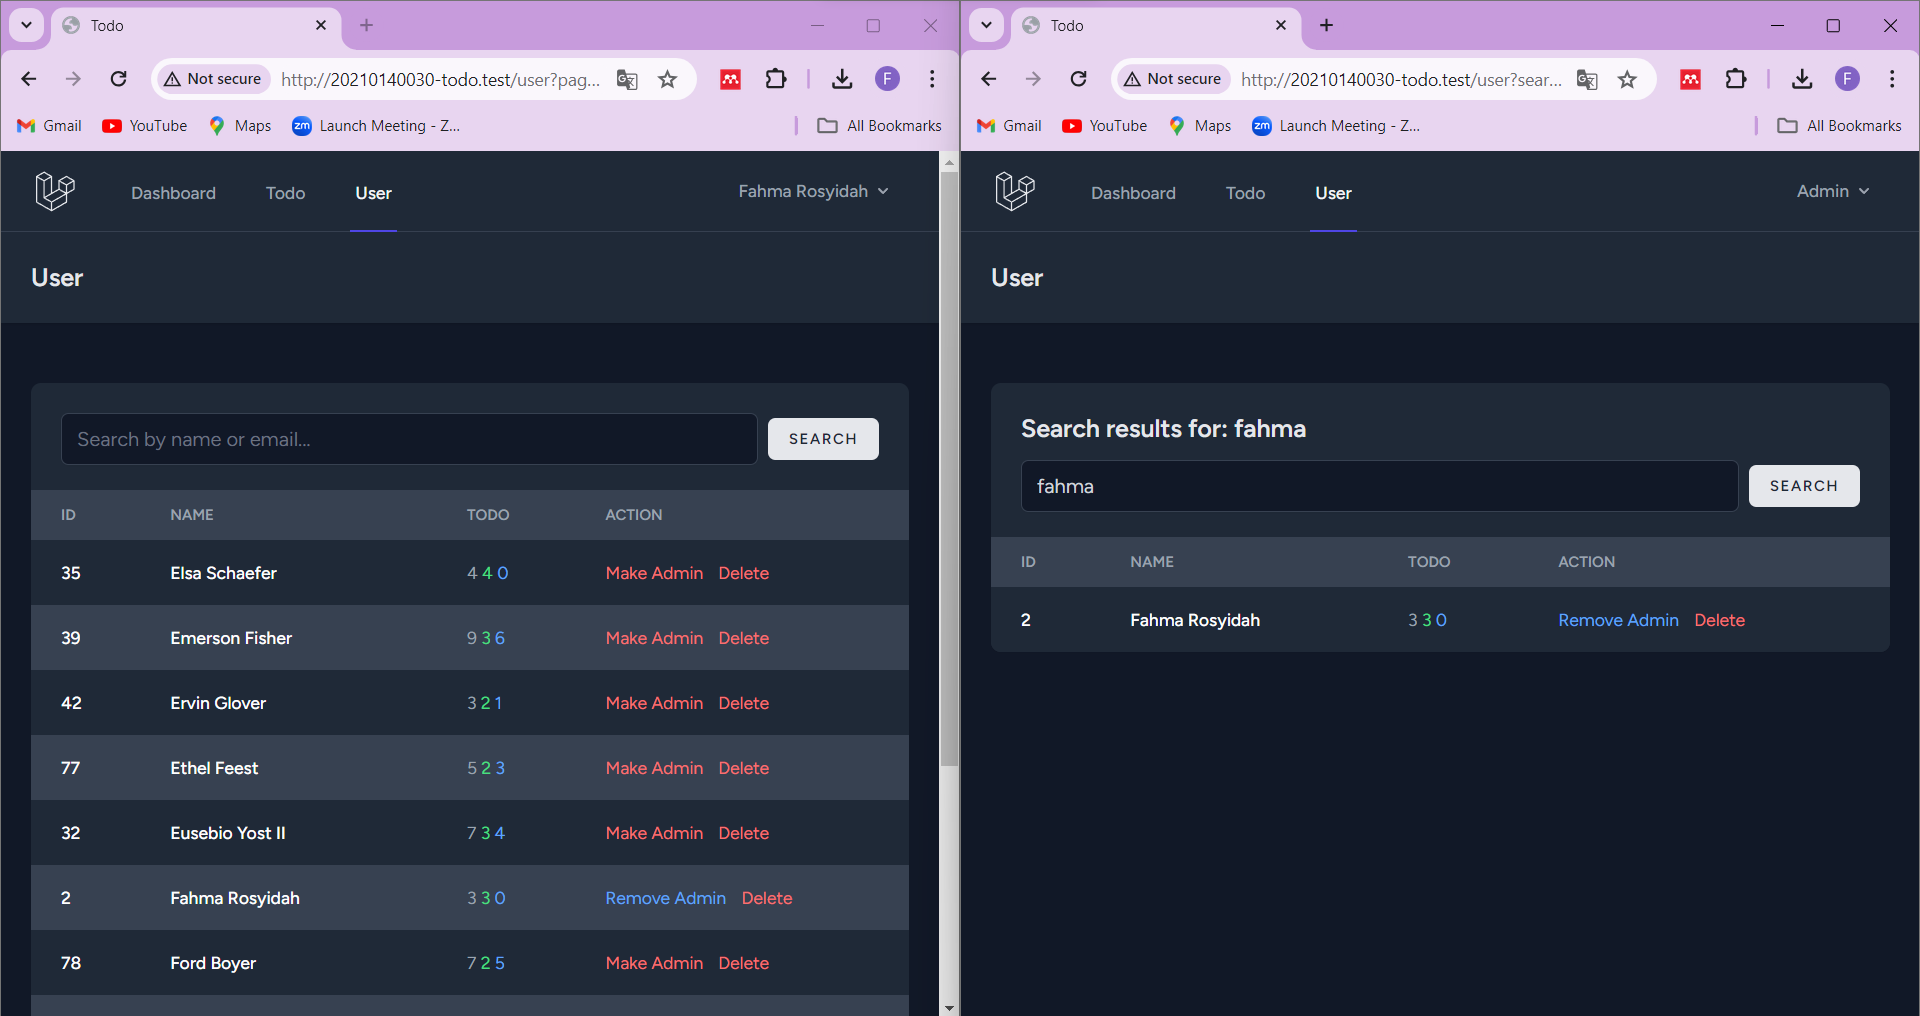 Todo
Not secure http://20210140030-todo.test/user?pag...
Gmail YouTube Maps Launch Meeting - Z... All Bookmarks
Dashboard Todo User Fahma Rosyidah
User
Search by name or email... SEARCH
ID NAME TODO ACTION
35 Elsa Schaefer 4 4 0 Make Admin Delete
39 Emerson Fisher 9 3 6 Make Admin Delete
42 Ervin Glover 3 2 1 Make Admin Delete
77 Ethel Feest 5 2 3 Make Admin Delete
32 Eusebio Yost II 7 3 4 Make Admin Delete
2 Fahma Rosyidah 3 3 0 Remove Admin Delete
78 Ford Boyer 7 2 5 Make Admin Delete
Todo
Not secure http://20210140030-todo.test/user?sear... F
Gmail YouTube Maps zm Launch Meeting - Z... All Bookmarks
Dashboard Todo User Admin
User
Search results for: fahma
fahma SEARCH
ID NAME TODO ACTION
2 Fahma Rosyidah 3 3 0 Remove Admin Delete